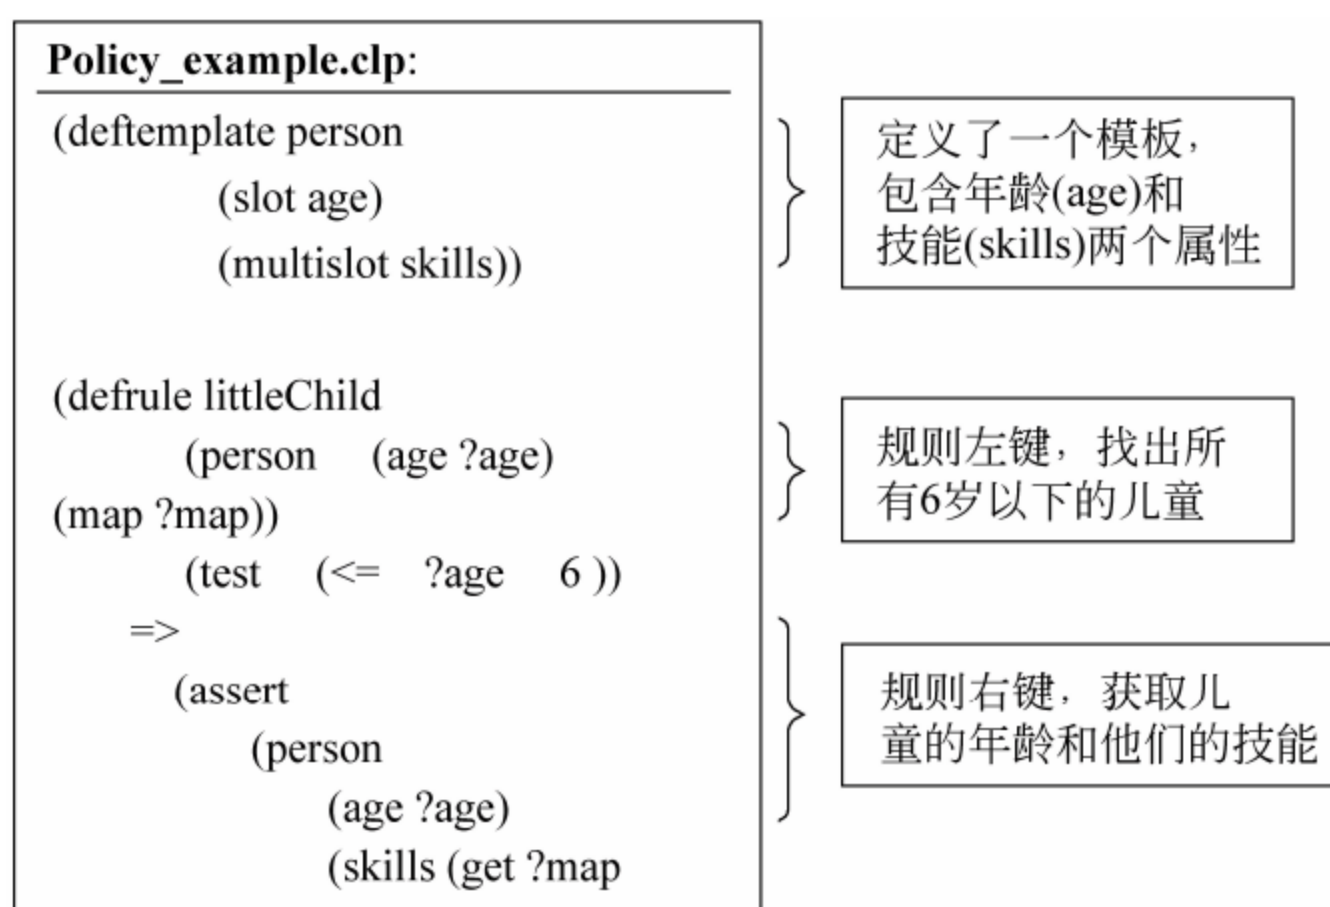 Policy_example.clp:
(deftemplate person
(slot age)
(multislot skills))
定义了一个模板，
包含年龄(age)和
技能(skills)两个属性
(defrule littleChild
(person (age ?age)
(map ?map))
(test (<= ?age 6 ))
规则左键，找出所
有6岁以下的儿童
=>
(assert
(person
(age ?age)
(skills (get ?map
规则右键，获取儿
童的年龄和他们的技能